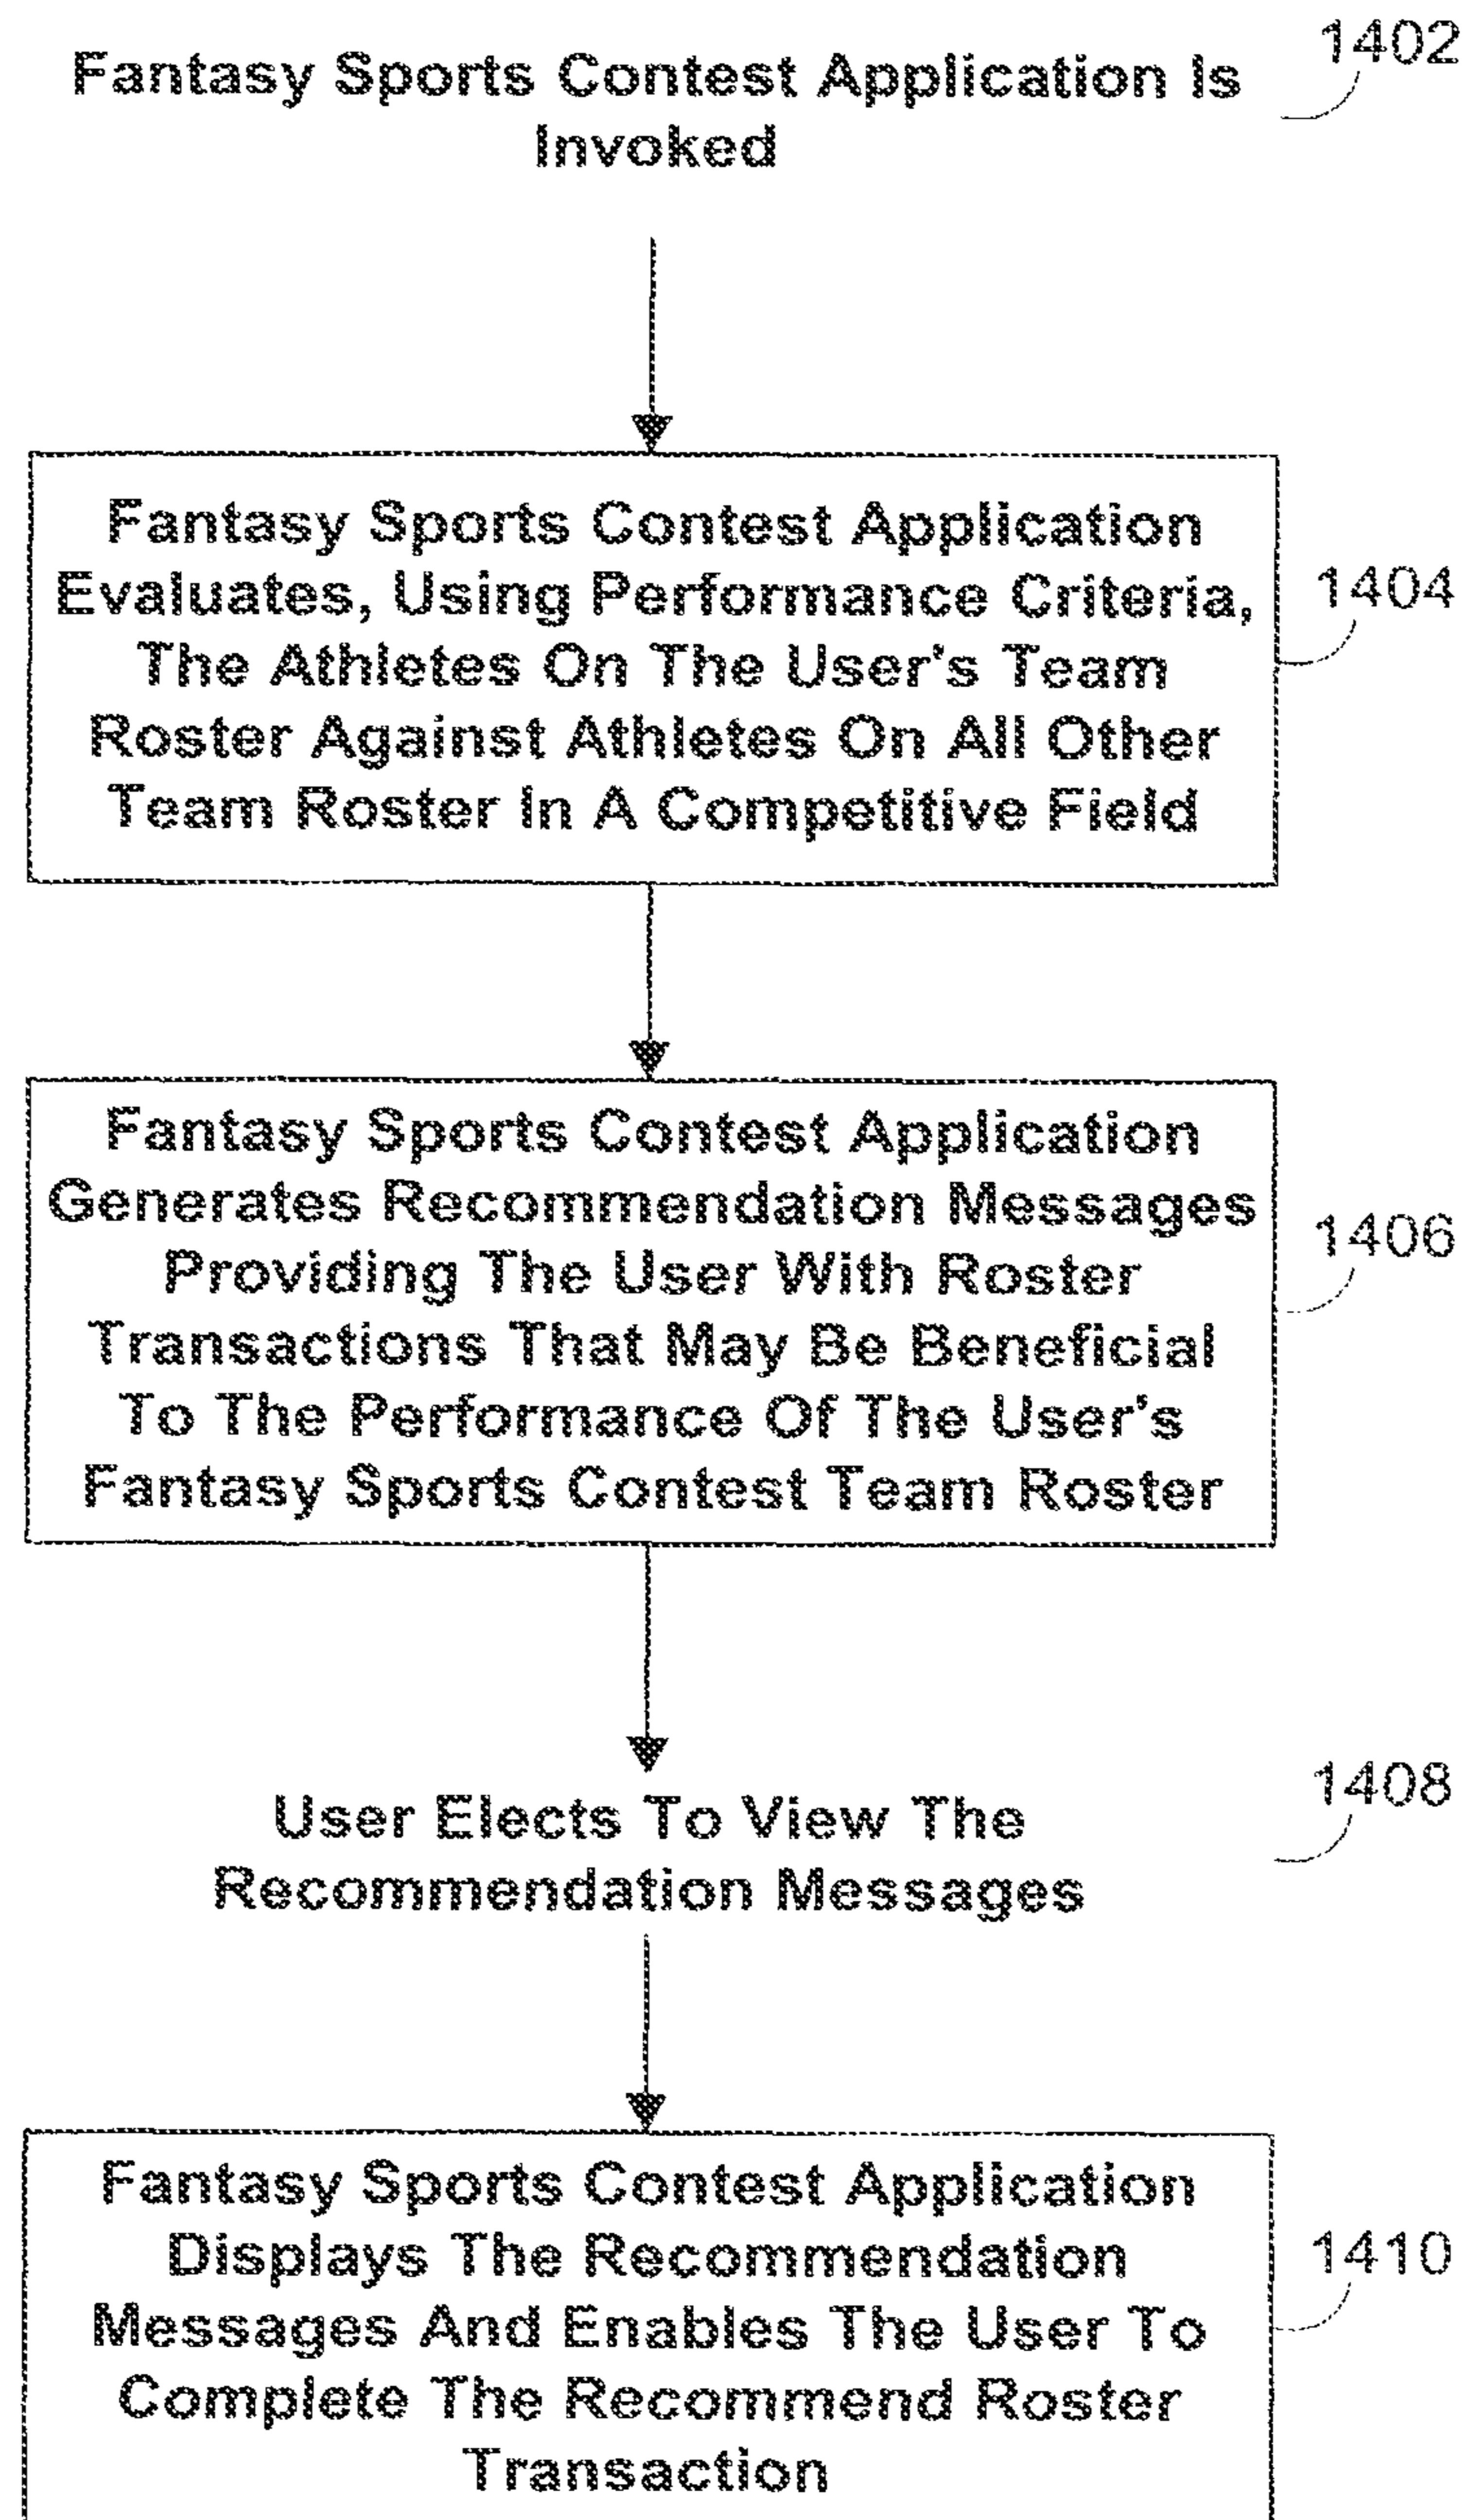 1402
Fantasy Sports Contest Application Is
Invoked
Fantasy Sports Contest Application
Evaluates, Using Performance Criteria,
The Athletes On The User's Team
Roster Against Athletes On All Other
Team Roster In A Competitive Field
1404
Fantasy Sports Contest Application
Generates Recommendation Messages
Providing The User With Roster
Transactions That May Be Beneficial
To The Performance Of The User's
Fantasy Sports Contest Team Roster
1406
User Elects To View The
Recommendation Messages
1408
Fantasy Sports Contest Application
Displays The Recommendation
Messages And Enables The User To
Complete The Recommend Roster
Transaction
1410